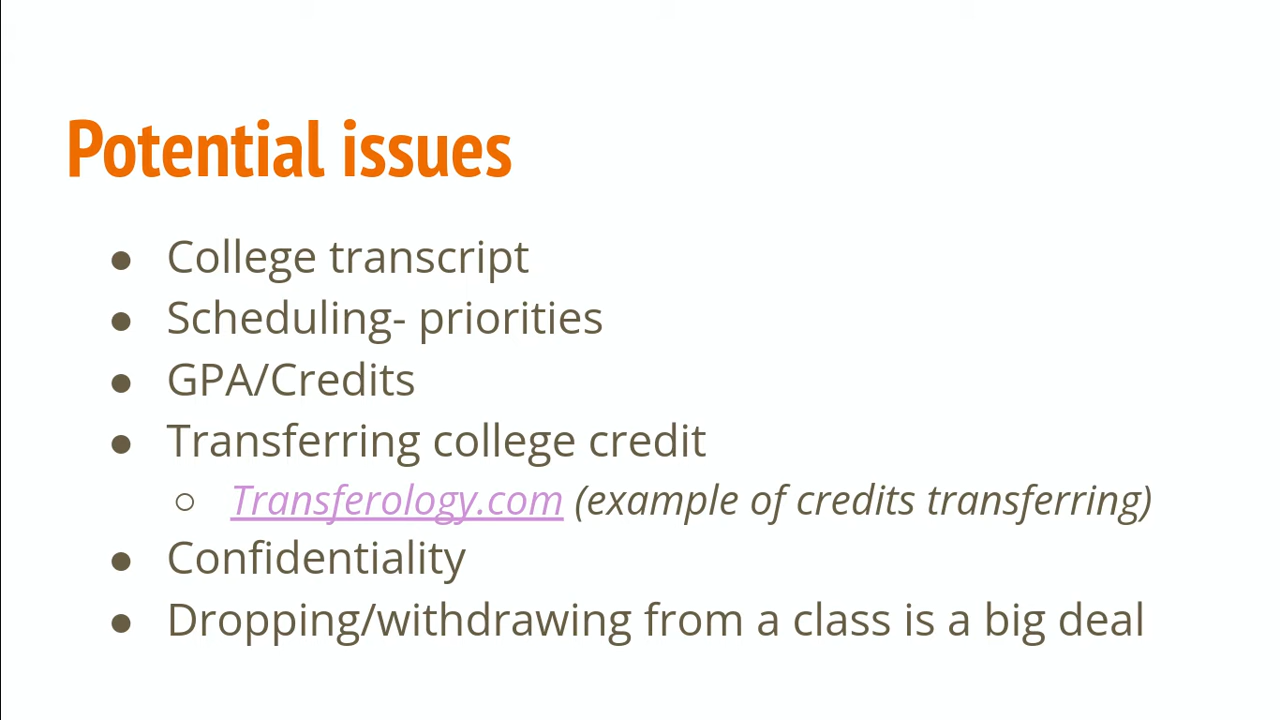 Potential issues
● College transcript
● Scheduling- priorities
● GPA/Credits
● Transferring college credit
○ Transferology.com (example of credits transferring)
● Confidentiality
● Dropping/withdrawing from a class is a big deal